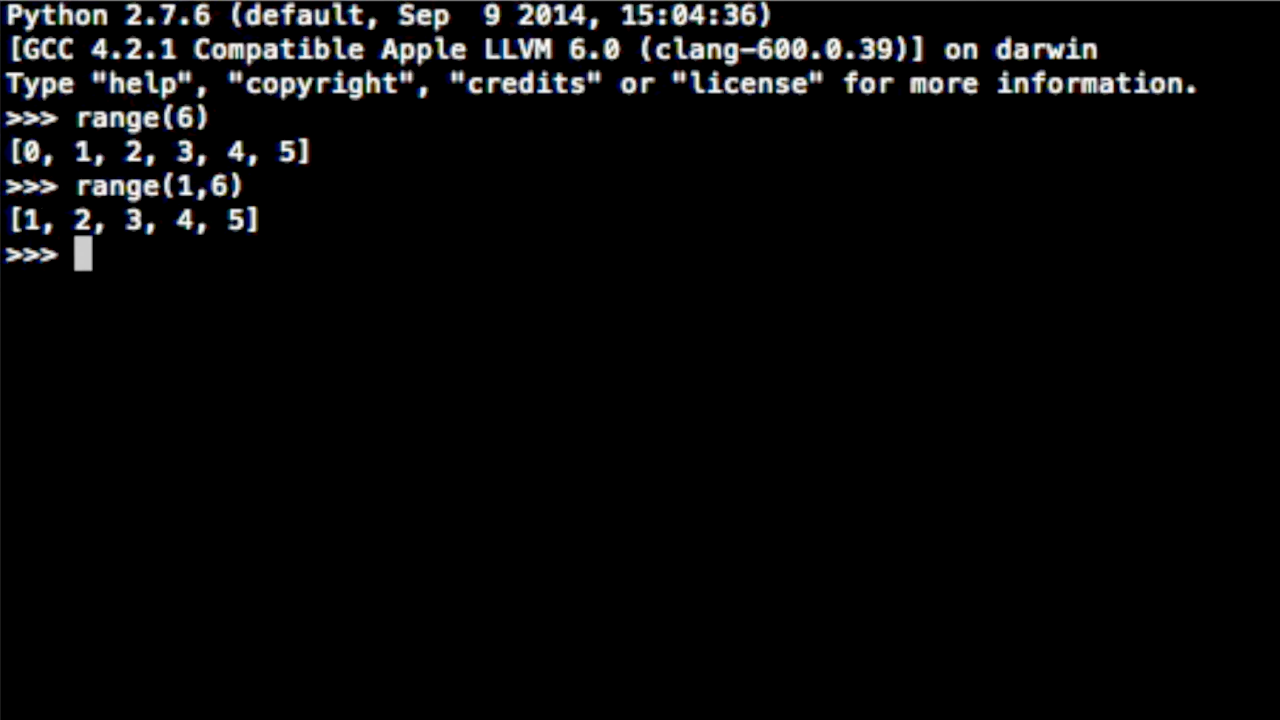 Python 2.7.6 (default, Sep  9 2014, 15:04:36)
[GCC 4.2.1 Compatible Apple LLVM 6.0 (clang-600.0.39)] on darwin
Type "help", "copyright", "credits" or "license" for more information.
>>> range(6)
[0, 1, 2, 3, 4, 5]
>>> range(1,6)
[1, 2, 3, 4, 5]
>>>